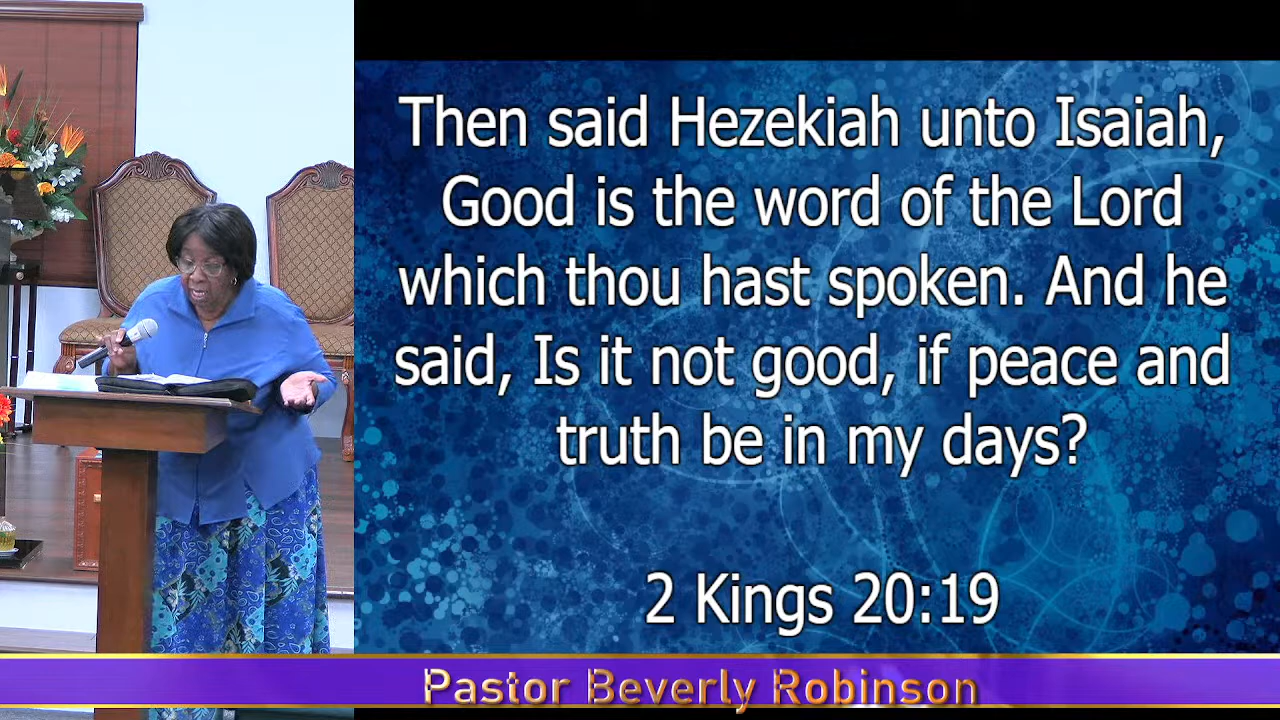 Then said Hezekiah unto Isaiah,
Good is the word of the Lord
which thou hast spoken. And he
said, Is it not good, if peace and
truth be in my days?
2 Kings 20:19
Pastor Beverly Robinson